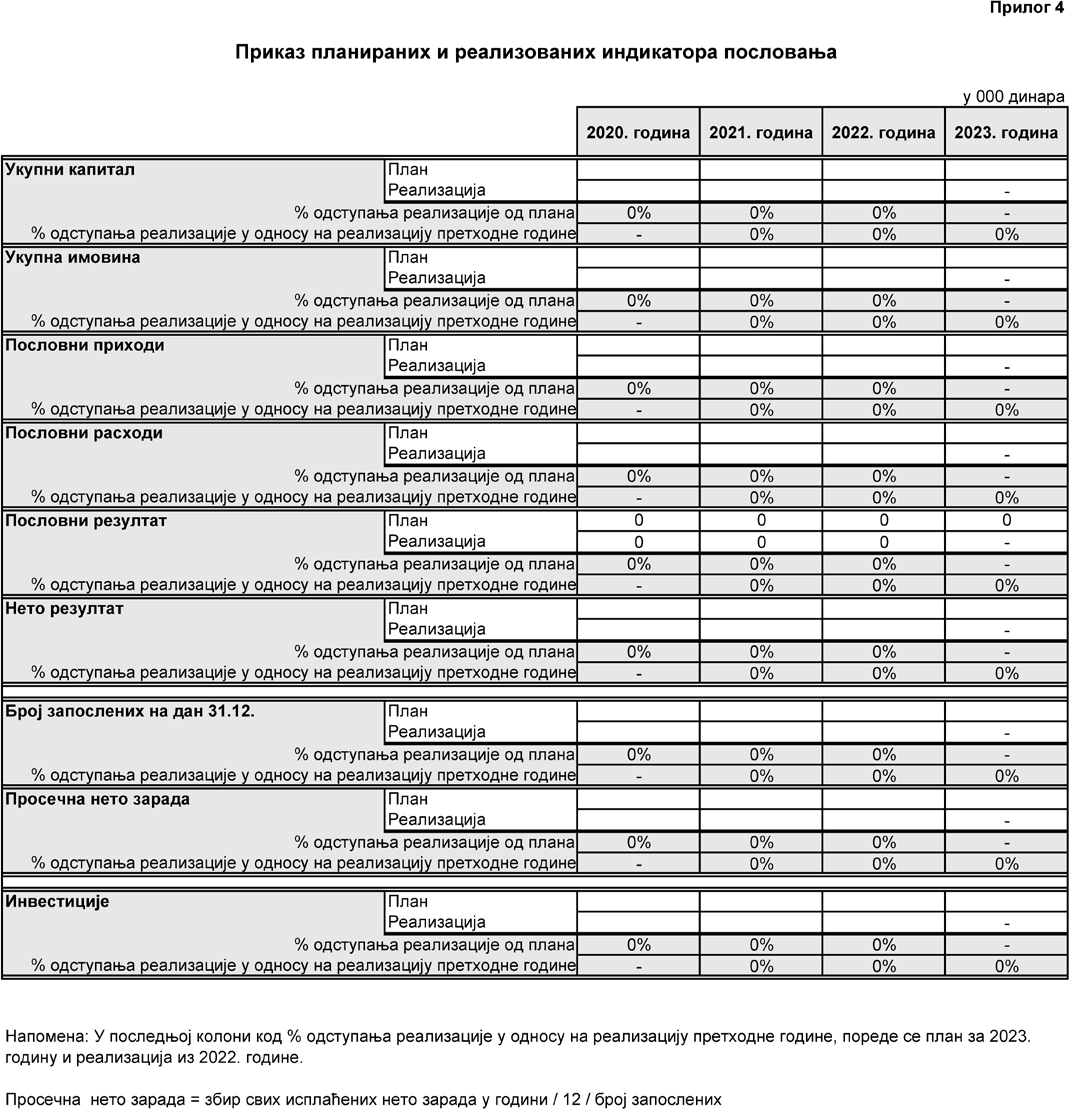 Прилог 4
Приказ планираних и реализованих индикатора пословања
у 000 динара
2020. година 2021. година 2022. година 2023. година
Укупни капитал План
Реализација -
% одступања реализације од плана 0% 0% 0% -
% одступања реализације у односу на реализацију претходне године - 0% 0% 0%
Укупна имовина План
Реализација -
% одступања реализације од плана 0% 0% 0% -
% одступања реализације у односу на реализацију претходне године - 0% 0% 0%
Пословни приходи План
Реализација -
% одступања реализације од плана 0% 0% 0% -
% одступања реализације у односу на реализацију претходне године - 0% 0% 0%
Пословни расходи План
Реализација -
% одступања реализације од плана 0% 0% 0% -
% одступања реализације у односу на реализацију претходне године - 0% 0% 0%
Пословни резултат План 0 0 0 0
Реализација 0 0 0 -
% одступања реализације од плана 0% 0% 0% -
% одступања реализације у односу на реализацију претходне године - 0% 0% 0%
Нето резултат План
Реализација -
% одступања реализације од плана 0% 0% 0% -
% одступања реализације у односу на реализацију претходне године - 0% 0% 0%
Број запослених на дан 31.12. План
Реализација -
% одступања реализације од плана 0% 0% 0% -
% одступања реализације у односу на реализацију претходне године - 0% 0% 0%
Просечна нето зарада План
Реализација -
% одступања реализације од плана 0% 0% 0% -
% одступања реализације у односу на реализацију претходне године - 0% 0% 0%
Инвестиције План
Реализација -
% одступања реализације од плана 0% 0% 0% -
% одступања реализације у односу на реализацију претходне године - 0% 0% 0%
Напомена: У последњој колони код % одступања реализације у односу на реализацију претходне године, пореде се план за 2023.
годину и реализација из 2022. године.
Просечна нето зарада = збир свих исплаћених нето зарада у години / 12 / број запослених